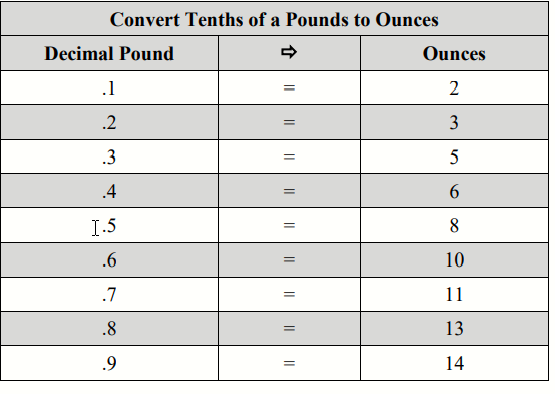 Convert Tenths of a Pounds to Ounces
Decimal Pound ⇨ Ounces
.1 = 2
.2 = 3
.3 = 5
.4 = 6
.5 = 8
.6 = 10
.7 = 11
.8 = 13
.9 = 14